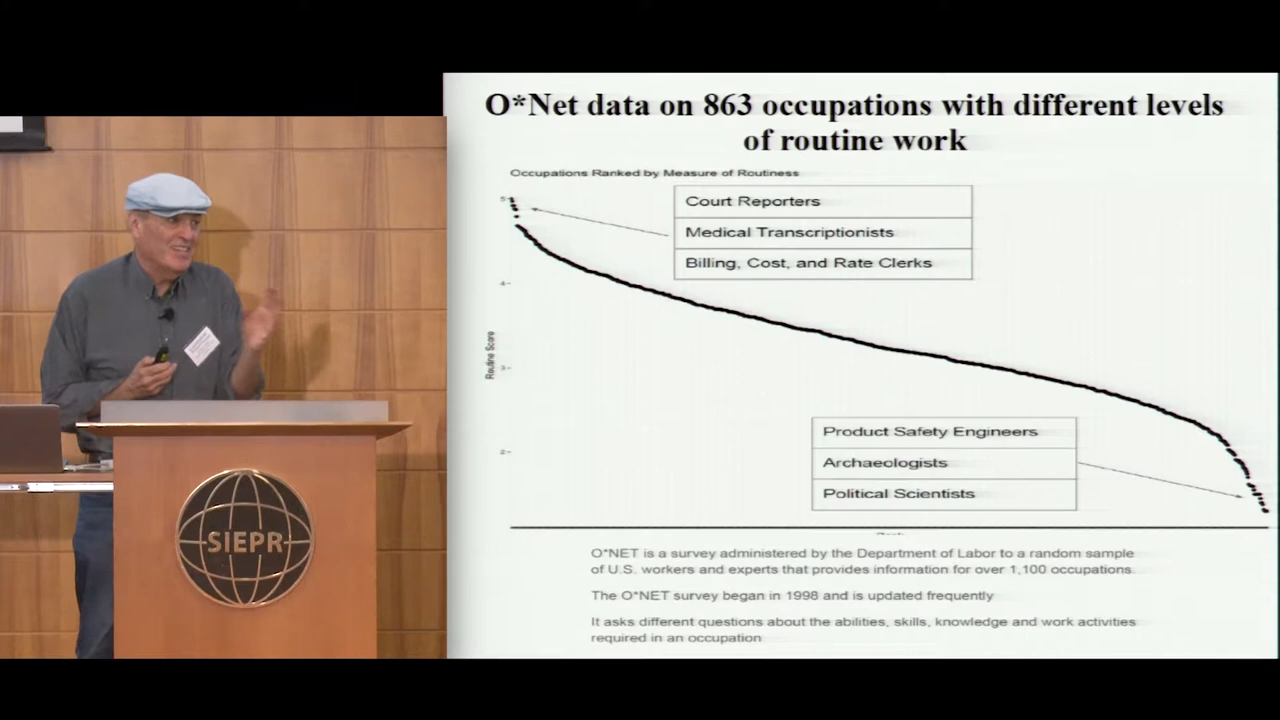 O*Net data on 863 occupations with different levels
of routine work
Occupations Ranked by Measure of Routiness
5
Court Reporters
Medical Transcriptionists
Billing, Cost, and Rate Clerks
4
Routine Score
3
Product Safety Engineers
Archaeologists
Political Scientists
2
O*NET is a survey administered by the Department of Labor to a random sample
of U.S. workers and experts that provides information for over 1,100 occupations.
The O*NET survey began in 1998 and is updated frequently
It asks different questions about the abilities, skills, knowledge and work activities
required in an occupation
SIEPR